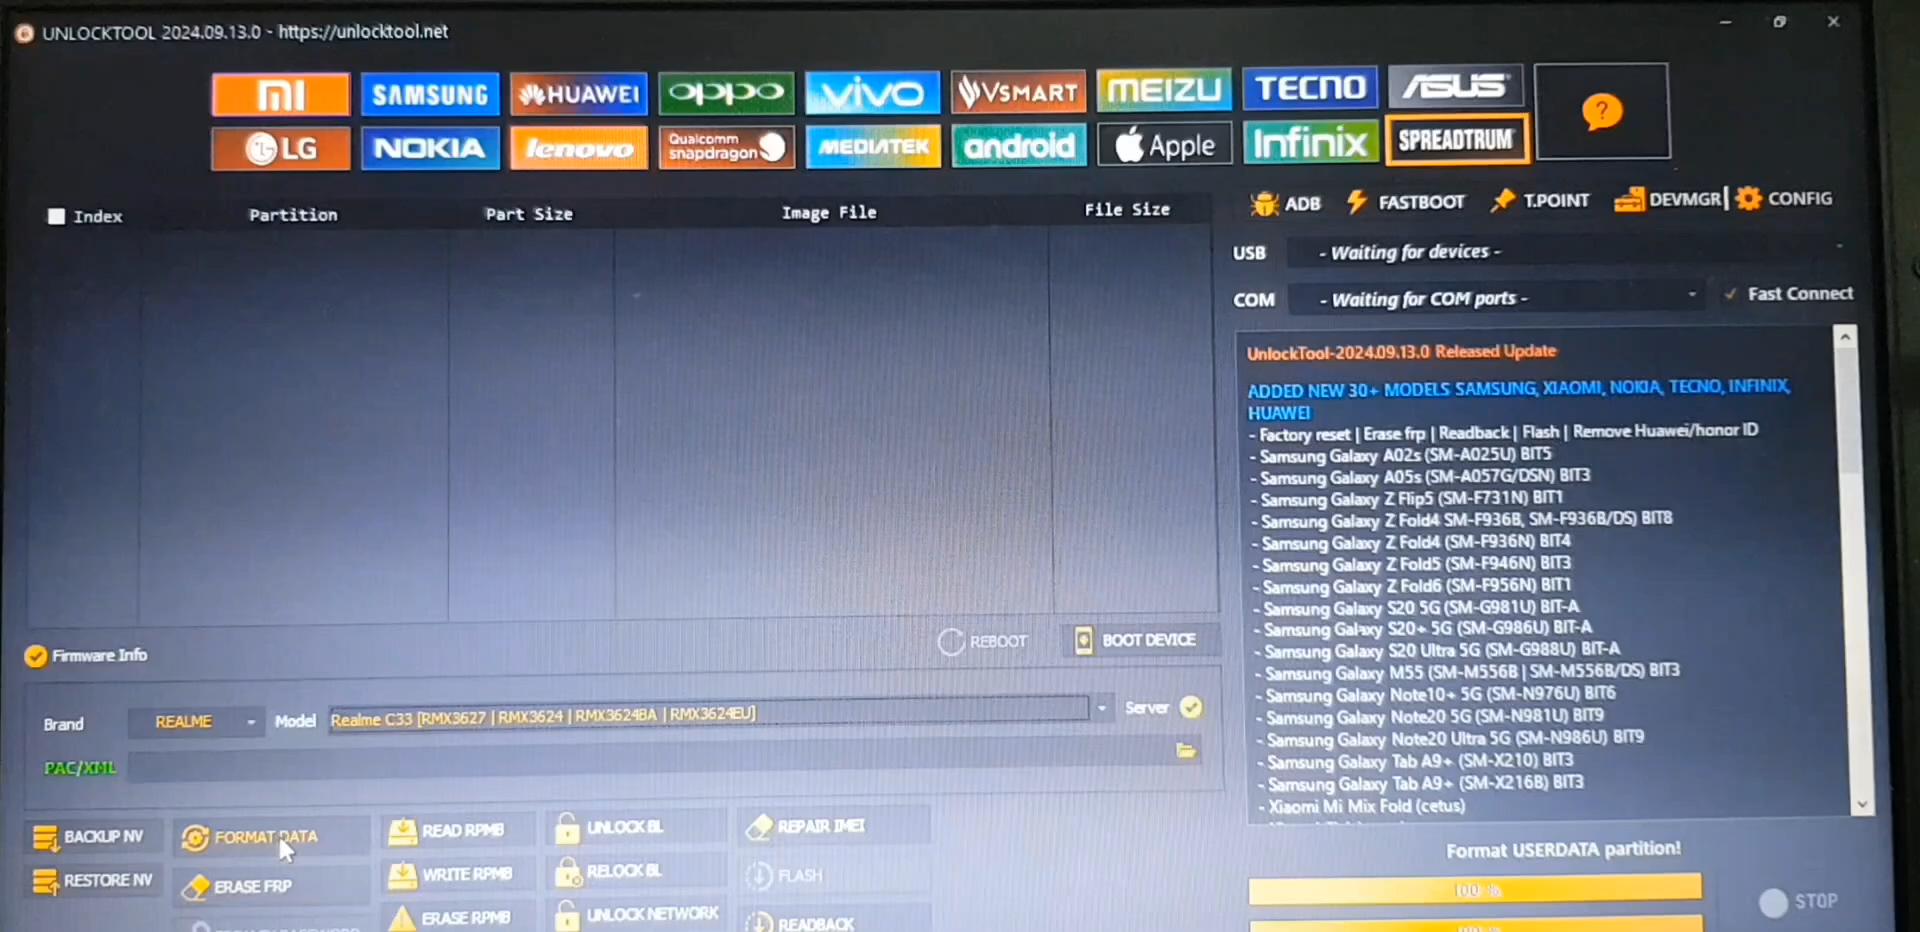 UNLOCKTOOL 2024.09.13.0 - https://unlocktool.net
MI SAMSUNG HUAWEI oppo vivo VSMART MEIZU TECNO ASUS ?
LG NOKIA lenovo Qualcomm snapdragon MEDIATEK android Apple Infinix SPREADTRUM
ADB FASTBOOT T.POINT DEVMGR CONFIG
Index Partition Part Size Image File File Size
USB - Waiting for devices -
COM - Waiting for COM ports - Fast Connect
UnlockTool-2024.09.13.0 Released Update
ADDED NEW 30+ MODELS SAMSUNG, XIAOMI, NOKIA, TECNO, INFINIX,
HUAWEI
- Factory reset | Erase frp | Readback | Flash | Remove Huawei/honor ID
- Samsung Galaxy A02s (SM-A025U) BIT5
- Samsung Galaxy A05s (SM-A057G/DSN) BIT3
- Samsung Galaxy Z Flip5 (SM-F731N) BIT1
- Samsung Galaxy Z Fold4 SM-F936B, SM-F936B/DS) BIT8
- Samsung Galaxy Z Fold4 (SM-F936N) BIT4
- Samsung Galaxy Z Fold5 (SM-F946N) BIT3
- Samsung Galaxy Z Fold6 (SM-F956N) BIT1
- Samsung Galaxy S20 5G (SM-G981U) BIT-A
- Samsung Galaxy S20+ 5G (SM-G986U) BIT-A
- Samsung Galaxy S20 Ultra 5G (SM-G988U) BIT-A
- Samsung Galaxy M55 (SM-M556B | SM-M556B/DS) BIT3
- Samsung Galaxy Note10+ 5G (SM-N976U) BIT6
- Samsung Galaxy Note20 5G (SM-N981U) BIT9
- Samsung Galaxy Note20 Ultra 5G (SM-N986U) BIT9
- Samsung Galaxy Tab A9+ (SM-X210) BIT3
- Samsung Galaxy Tab A9+ (SM-X216B) BIT3
- Xiaomi Mi Mix Fold (cetus)
REBOOT BOOT DEVICE
Firmware Info
Brand REALME Model Realme C33 [RMX3627 | RMX3624 | RMX3624BA | RMX3624EU] Server
PAC/XML
BACKUP NV FORMAT DATA READ RPMB UNLOCK BL REPAIR IMEI
RESTORE NV ERASE FRP WRITE RPMB RELOCK BL FLASH
ERASE RPMB UNLOCK NETWORK READBACK
Format USERDATA partition!
100 %
STOP